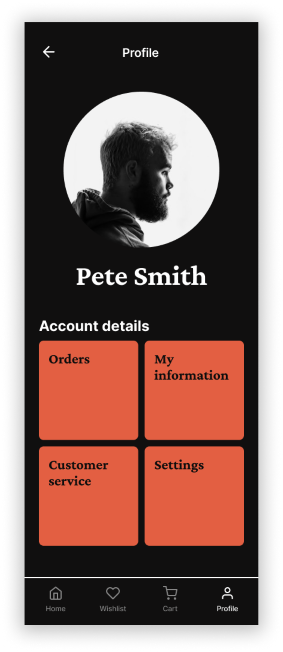 Profile
Pete Smith
Account details
Orders
My
information
Customer
service
Settings
Home
Wishlist
Cart
Profile